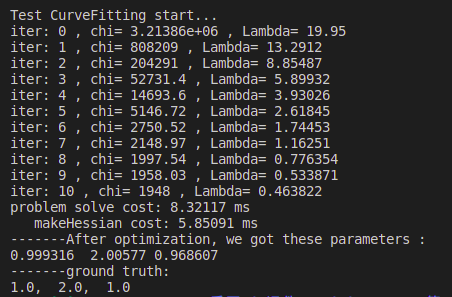 Test CurveFitting start...
iter: 0 , chi= 3.21386e+06 , Lambda= 19.95
iter: 1 , chi= 808209 , Lambda= 13.2912
iter: 2 , chi= 204291 , Lambda= 8.85487
iter: 3 , chi= 52731.4 , Lambda= 5.89932
iter: 4 , chi= 14693.6 , Lambda= 3.93026
iter: 5 , chi= 5146.72 , Lambda= 2.61845
iter: 6 , chi= 2750.52 , Lambda= 1.74453
iter: 7 , chi= 2148.97 , Lambda= 1.16251
iter: 8 , chi= 1997.54 , Lambda= 0.776354
iter: 9 , chi= 1958.03 , Lambda= 0.533871
iter: 10 , chi= 1948 , Lambda= 0.463822
problem solve cost: 8.32117 ms
   makeHessian cost: 5.85091 ms
-------After optimization, we got these parameters :
0.999316  2.00577 0.968607
-------ground truth:
1.0,  2.0,  1.0